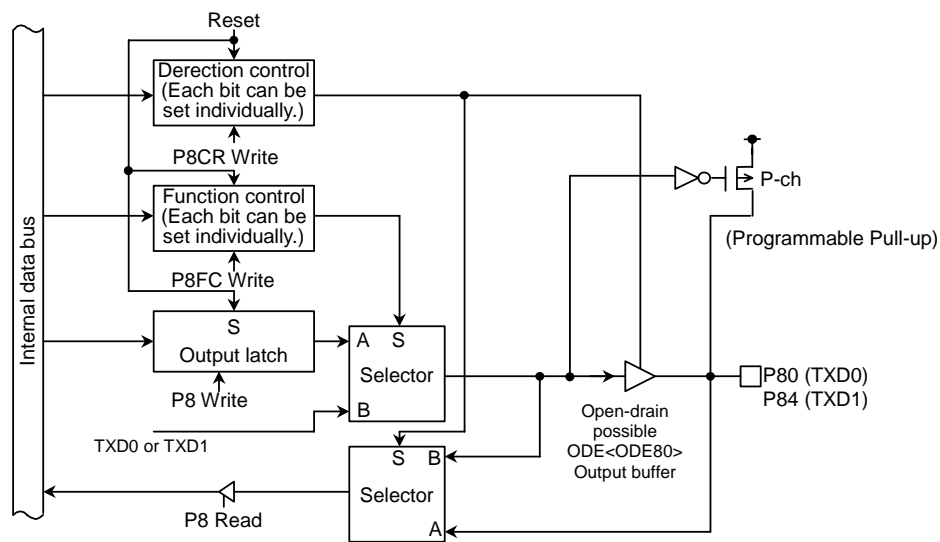 Reset
Derection control
(Each bit can be
set individually.)
P8CR Write
P-ch
Function control
(Each bit can be
set individually.)
(Programmable Pull-up)
Internal data bus
P8FC Write
S
Output latch
A S
Selector
B
P8 Write
P80 (TXD0)
P84 (TXD1)
TXD0 or TXD1
Open-drain
possible
ODE<ODE80>
Output buffer
S B
Selector
A
P8 Read